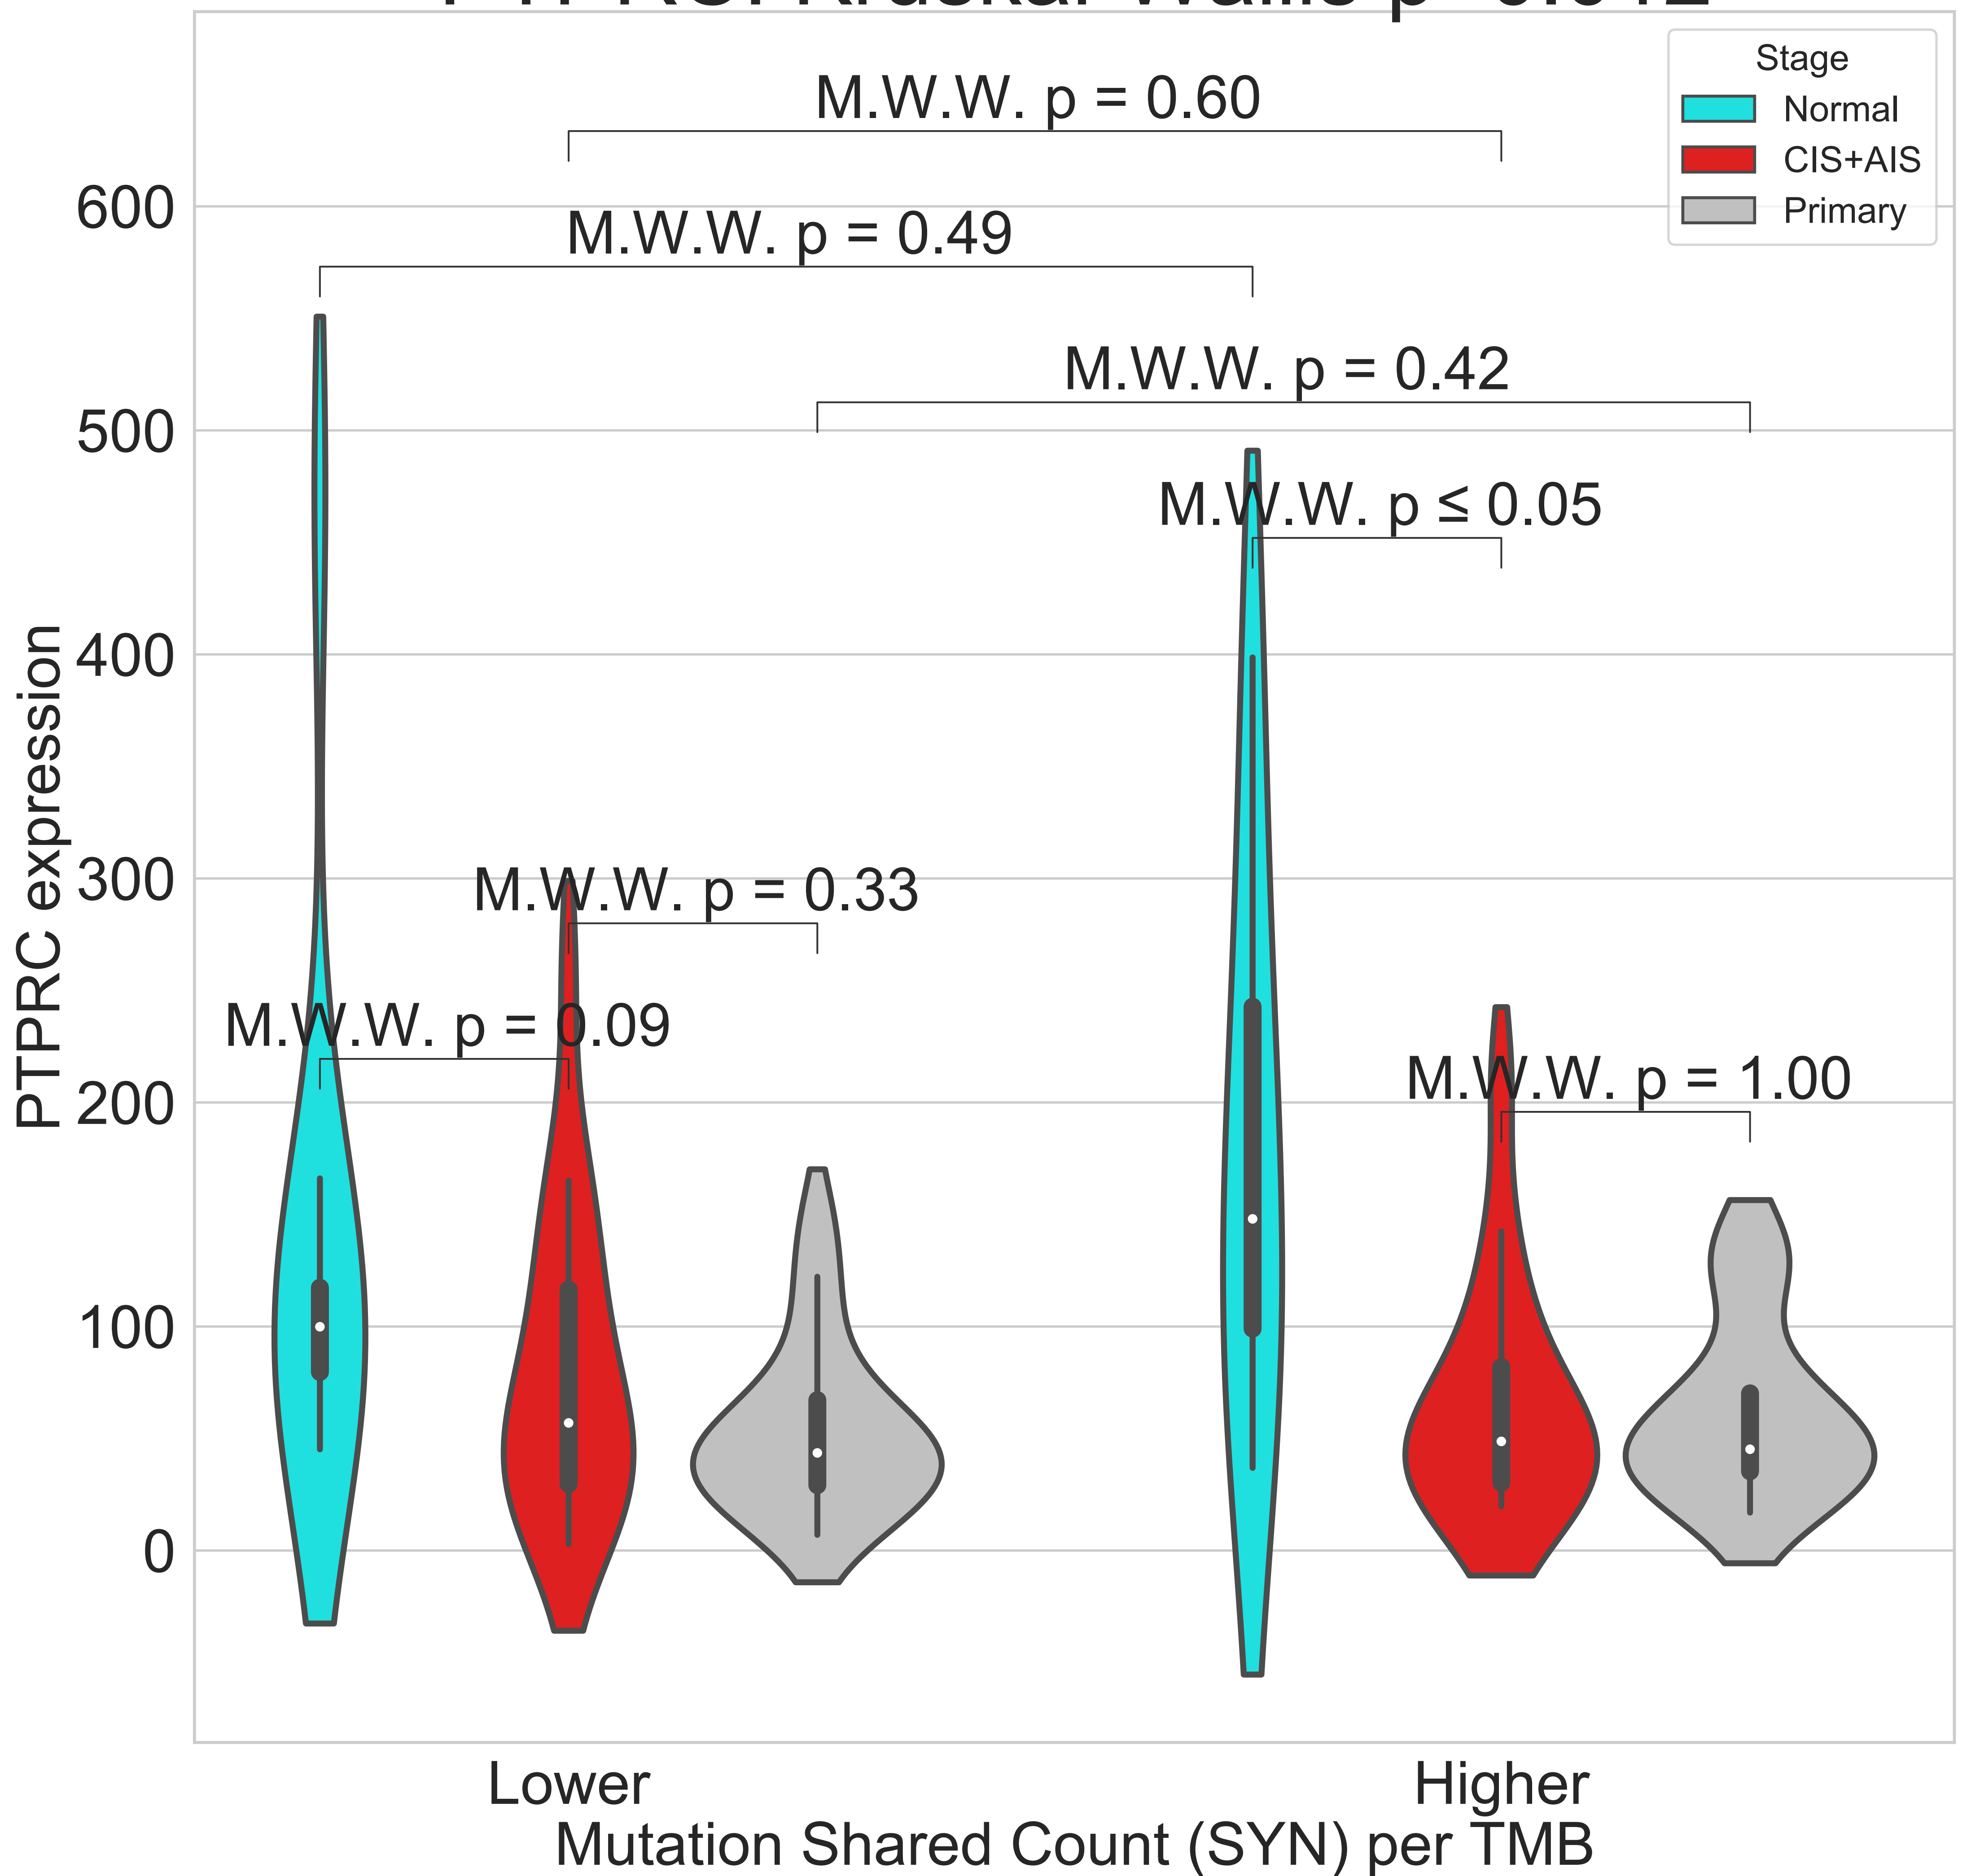 Stage
Normal
CIS+AIS
Primary
M.W.W. p = 0.60
M.W.W. p = 0.49
M.W.W. p = 0.42
M.W.W. p ≤ 0.05
M.W.W. p = 0.33
M.W.W. p = 0.09
M.W.W. p = 1.00
PTPRC expression
600
500
400
300
200
100
0
Lower
Higher
Mutation Shared Count (SYN) per TMB